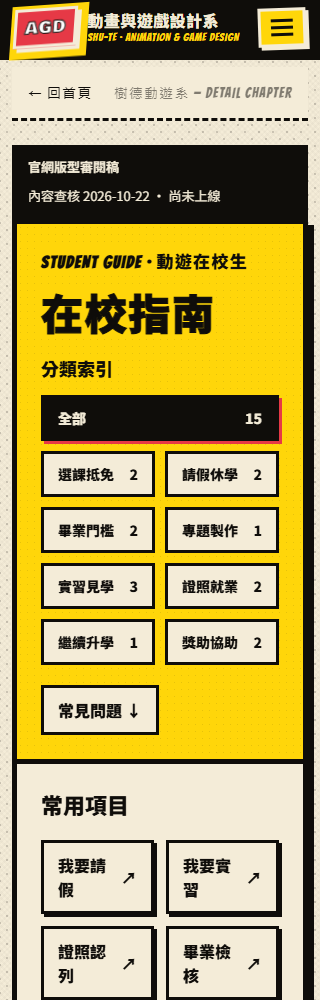 AGD
動畫與遊戲設計系
SHU-TE · ANIMATION & GAME DESIGN
← 回首頁
樹德動遊系 — DETAIL CHAPTER
官網版型審閱稿
內容查核 2026-10-22 · 尚未上線
STUDENT GUIDE · 動遊在校生
在校指南
分類索引
全部 15
選課抵免 2
請假休學 2
畢業門檻 2
專題製作 1
實習見學 3
證照就業 2
繼續升學 1
獎助協助 2
常見問題 ↓
常用項目
我要請
假 ↗
我要實
習 ↗
證照認
列 ↗
畢業檢
核 ↗